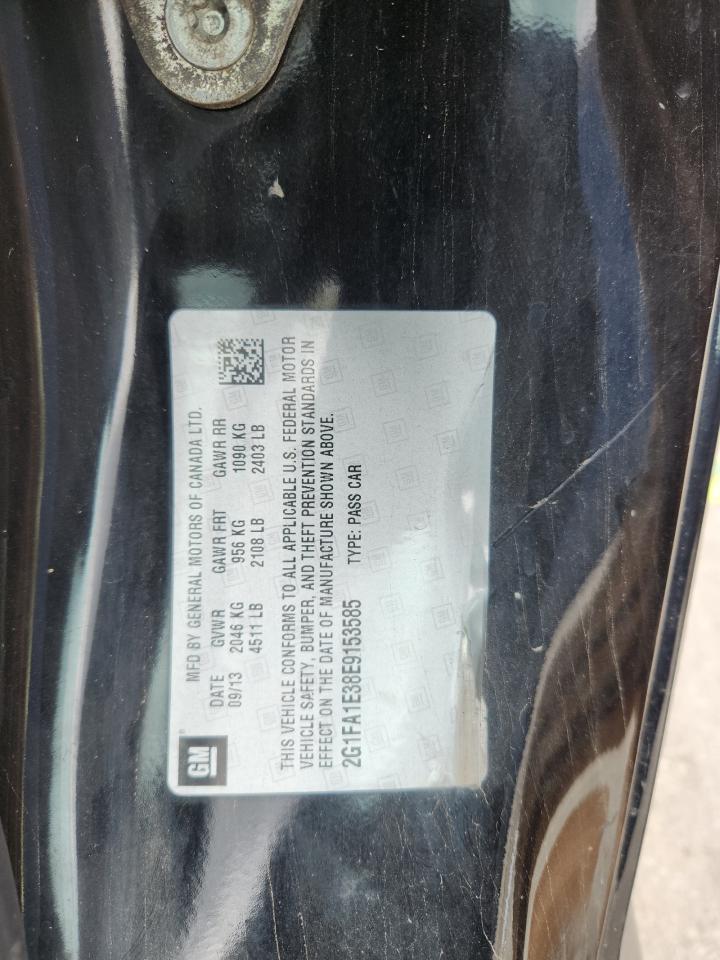 GM
MFD BY GENERAL MOTORS OF CANADA LTD.
DATE GVWR GAWR FRT GAWR RR
09/13 2046 KG 956 KG 1090 KG
4511 LB 2108 LB 2403 LB
THIS VEHICLE CONFORMS TO ALL APPLICABLE U.S. FEDERAL MOTOR
VEHICLE SAFETY, BUMPER, AND THEFT PREVENTION STANDARDS IN
EFFECT ON THE DATE OF MANUFACTURE SHOWN ABOVE.
2G1FA1E38E9153585 TYPE: PASS CAR